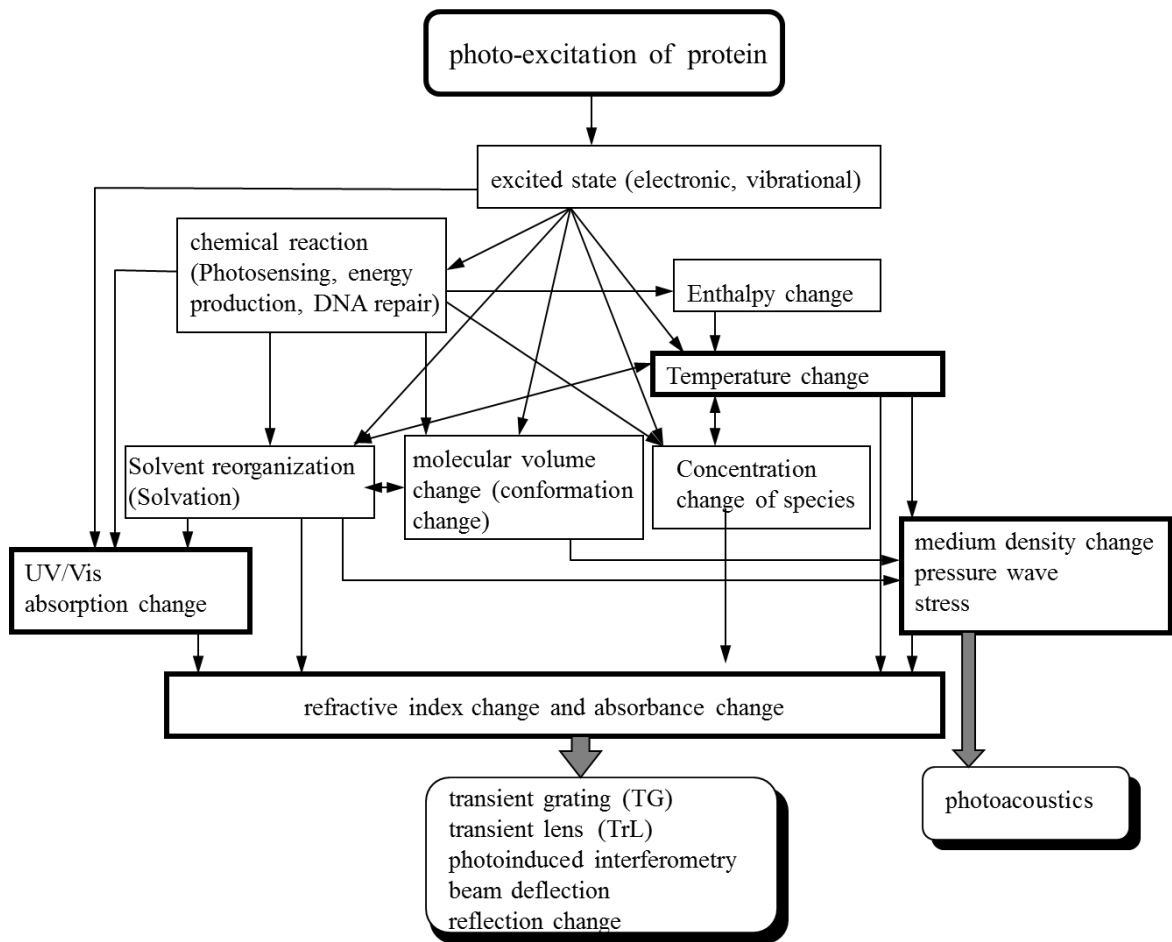 photo-excitation of protein
excited state (electronic, vibrational)
chemical reaction
(Photosensing, energy
production, DNA repair)
Enthalpy change
Temperature change
Solvent reorganization
(Solvation)
molecular volume
change (conformation
change)
Concentration
change of species
UV/Vis
absorption change
medium density change
pressure wave
stress
refractive index change and absorbance change
transient grating (TG)
transient lens (TrL)
photoinduced interferometry
beam deflection
reflection change
photoacoustics